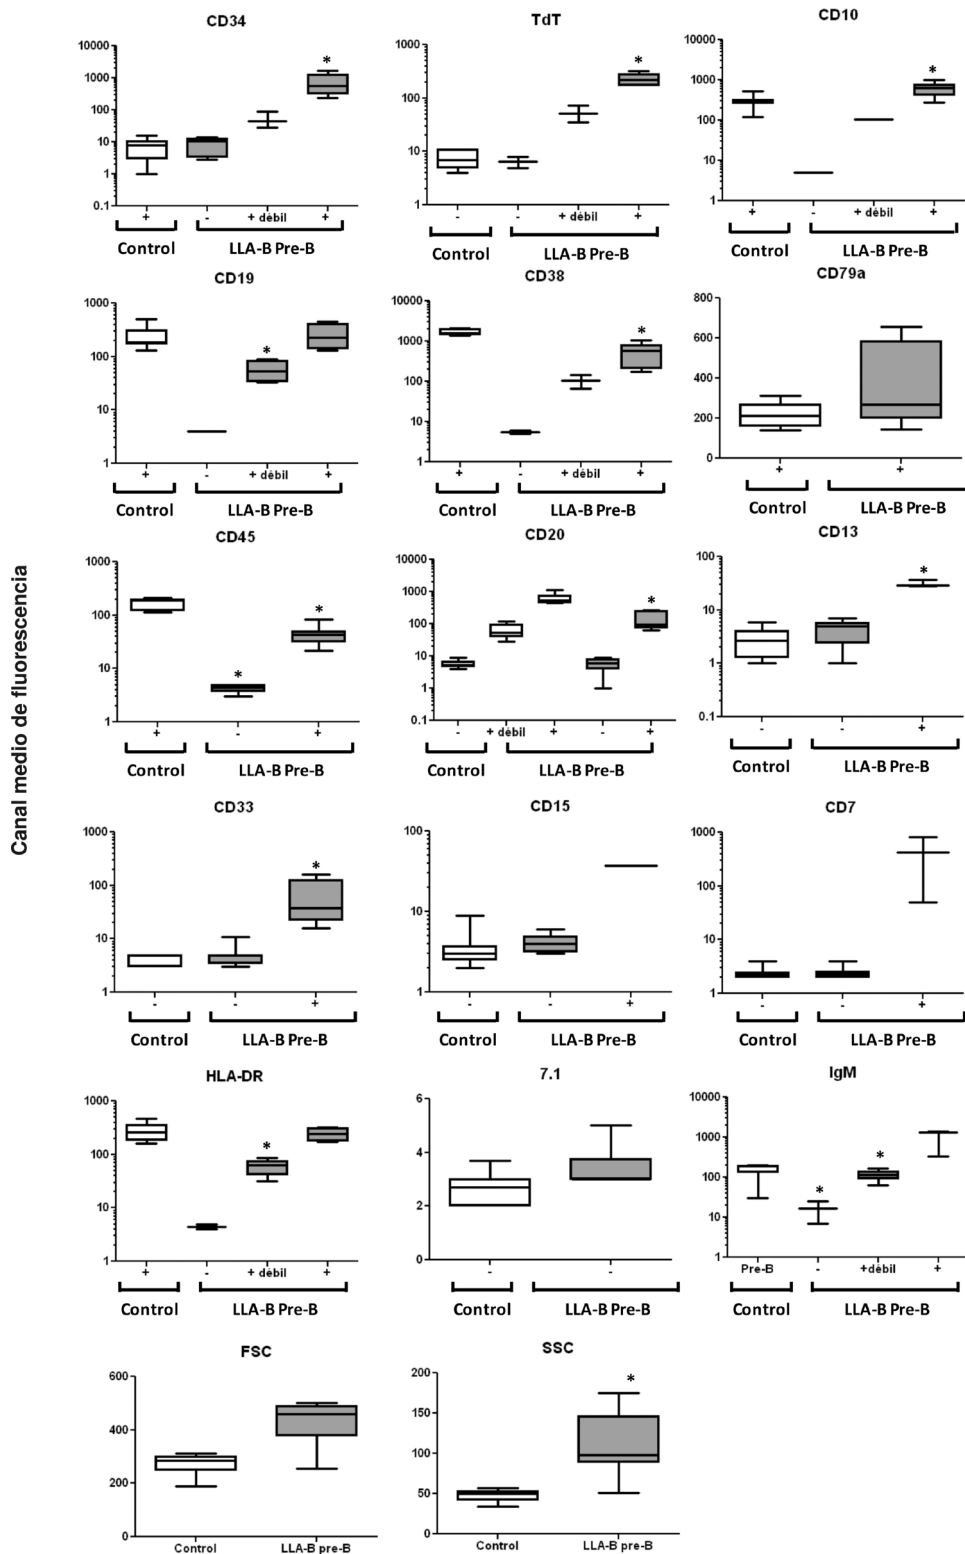 Canal medio de fluorescencia
CD34
10000
1000
100
10
1
0.1
*
+ - + débil +
Control LLA-B Pre-B
TdT
1000
100
10
1
*
- - + débil +
Control LLA-B Pre-B
CD10
10000
1000
100
10
1
*
+ - + débil +
Control LLA-B Pre-B
CD19
1000
100
10
1
*
+ - + débil +
Control LLA-B Pre-B
CD38
10000
1000
100
10
1
*
+ - + débil +
Control LLA-B Pre-B
CD79a
800
600
400
200
0
+ +
Control LLA-B Pre-B
CD45
1000
100
10
1
* *
+ - +
Control LLA-B Pre-B
CD20
10000
1000
100
10
1
0.1
*
- + débil + - +
Control LLA-B Pre-B
CD13
100
10
1
0.1
*
- - +
Control LLA-B Pre-B
CD33
1000
100
10
1
*
- - +
Control LLA-B Pre-B
CD15
100
10
1
- - +
Control LLA-B Pre-B
CD7
1000
100
10
1
- - +
Control LLA-B Pre-B
HLA-DR
1000
100
10
1
*
+ - + débil +
Control LLA-B Pre-B
7.1
6
4
2
0
- -
Control LLA-B Pre-B
IgM
10000
1000
100
10
1
* *
Pre-B - +débil +
Control LLA-B Pre-B
FSC
600
400
200
0
Control LLA-B pre-B
SSC
200
150
100
50
0
*
Control LLA-B pre-B